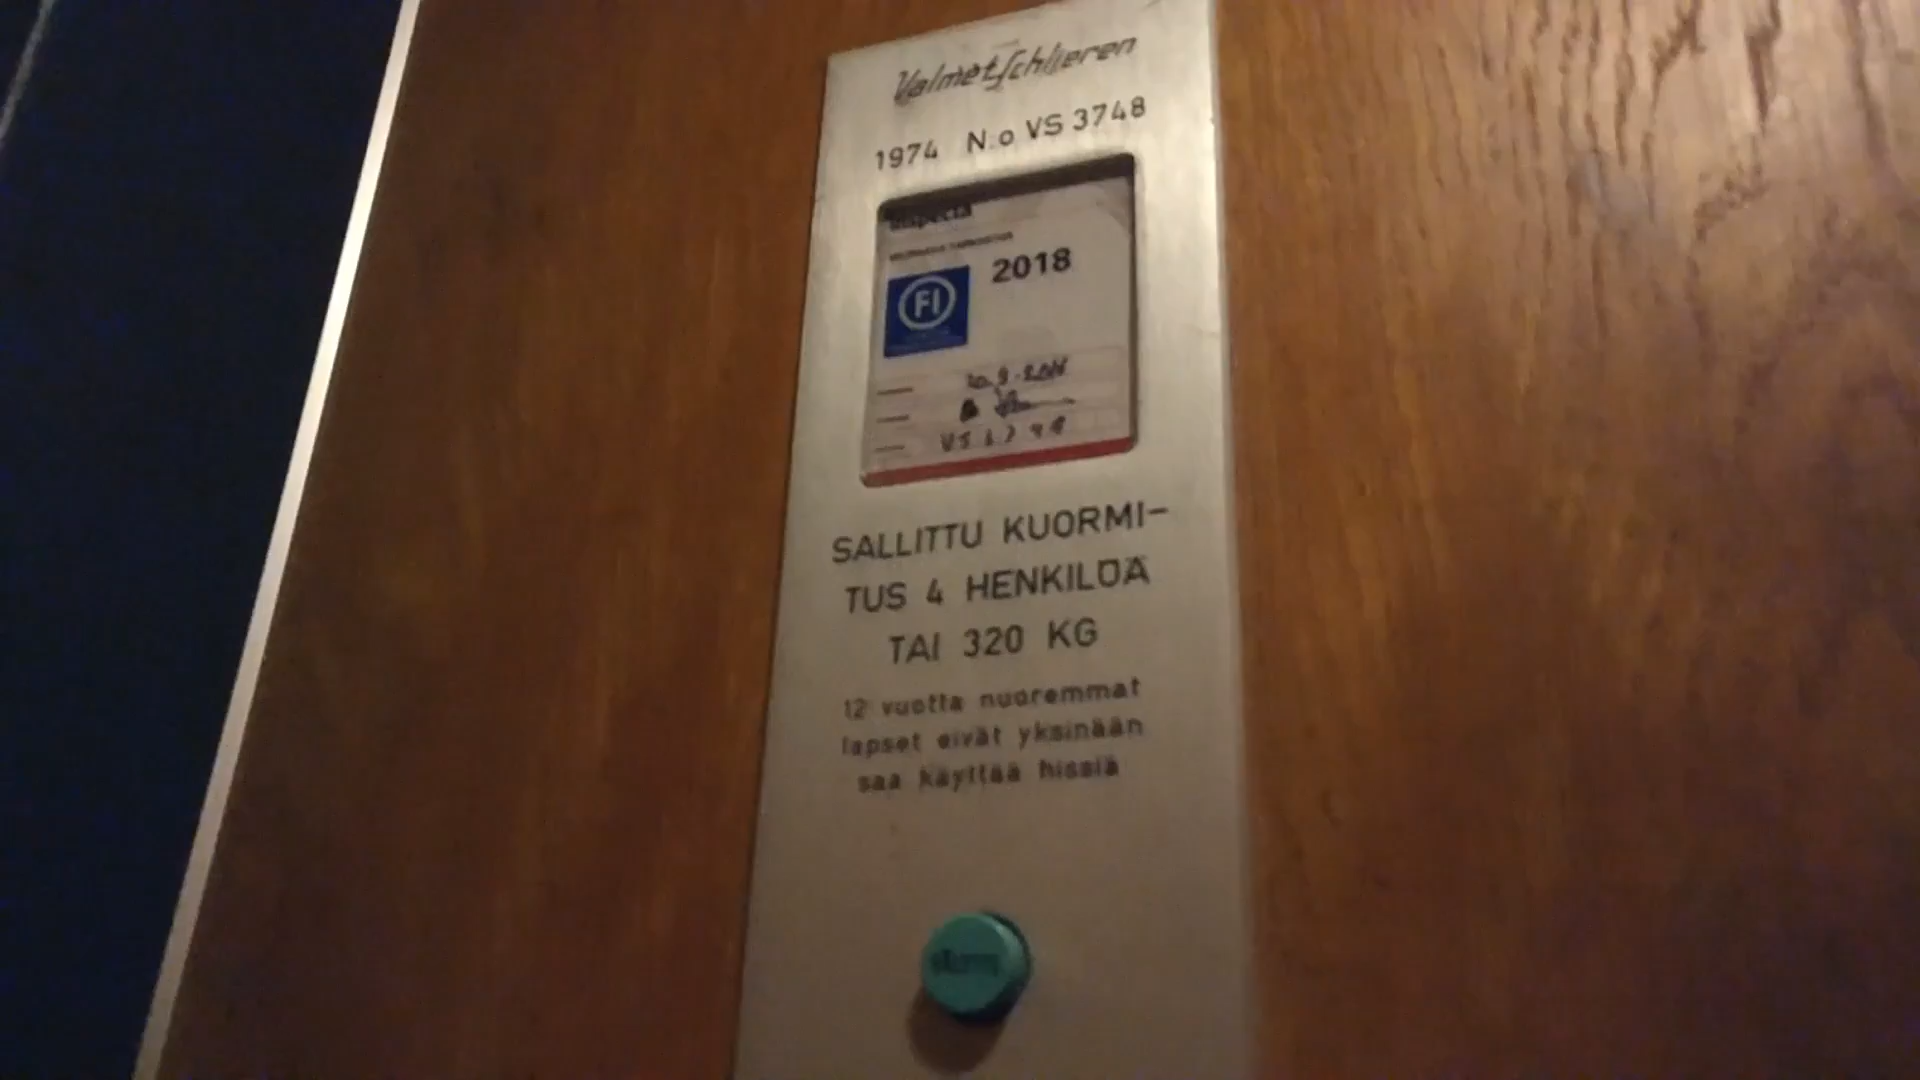 Valmet Schlieren
1974 N.o VS 3748
Inspecta
2018
FI
SALLITTU KUORMI-
TUS 4 HENKILÖÄ
TAI 320 KG
12 vuotta nuoremmat
lapset eivät yksinään
saa käyttää hissiä